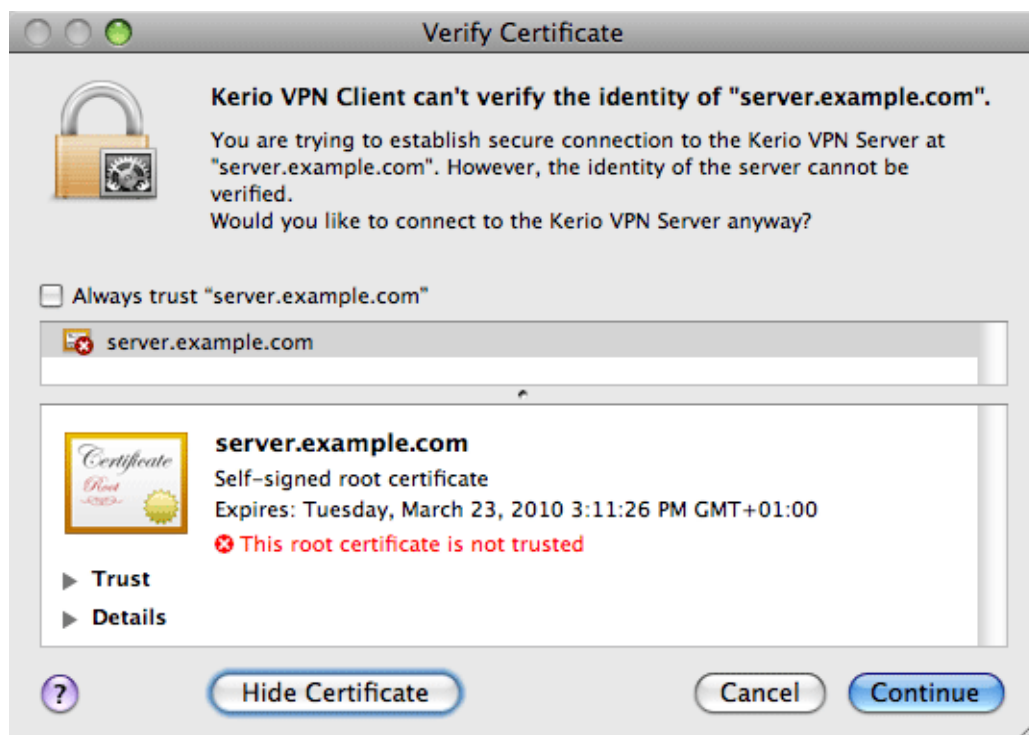 Verify Certificate
Kerio VPN Client can't verify the identity of "server.example.com".
You are trying to establish secure connection to the Kerio VPN Server at
"server.example.com". However, the identity of the server cannot be
verified.
Would you like to connect to the Kerio VPN Server anyway?
Always trust “server.example.com”
server.example.com
Certificate
Root
server.example.com
Self-signed root certificate
Expires: Tuesday, March 23, 2010 3:11:26 PM GMT+01:00
This root certificate is not trusted
Trust
Details
?
Hide Certificate
Cancel
Continue